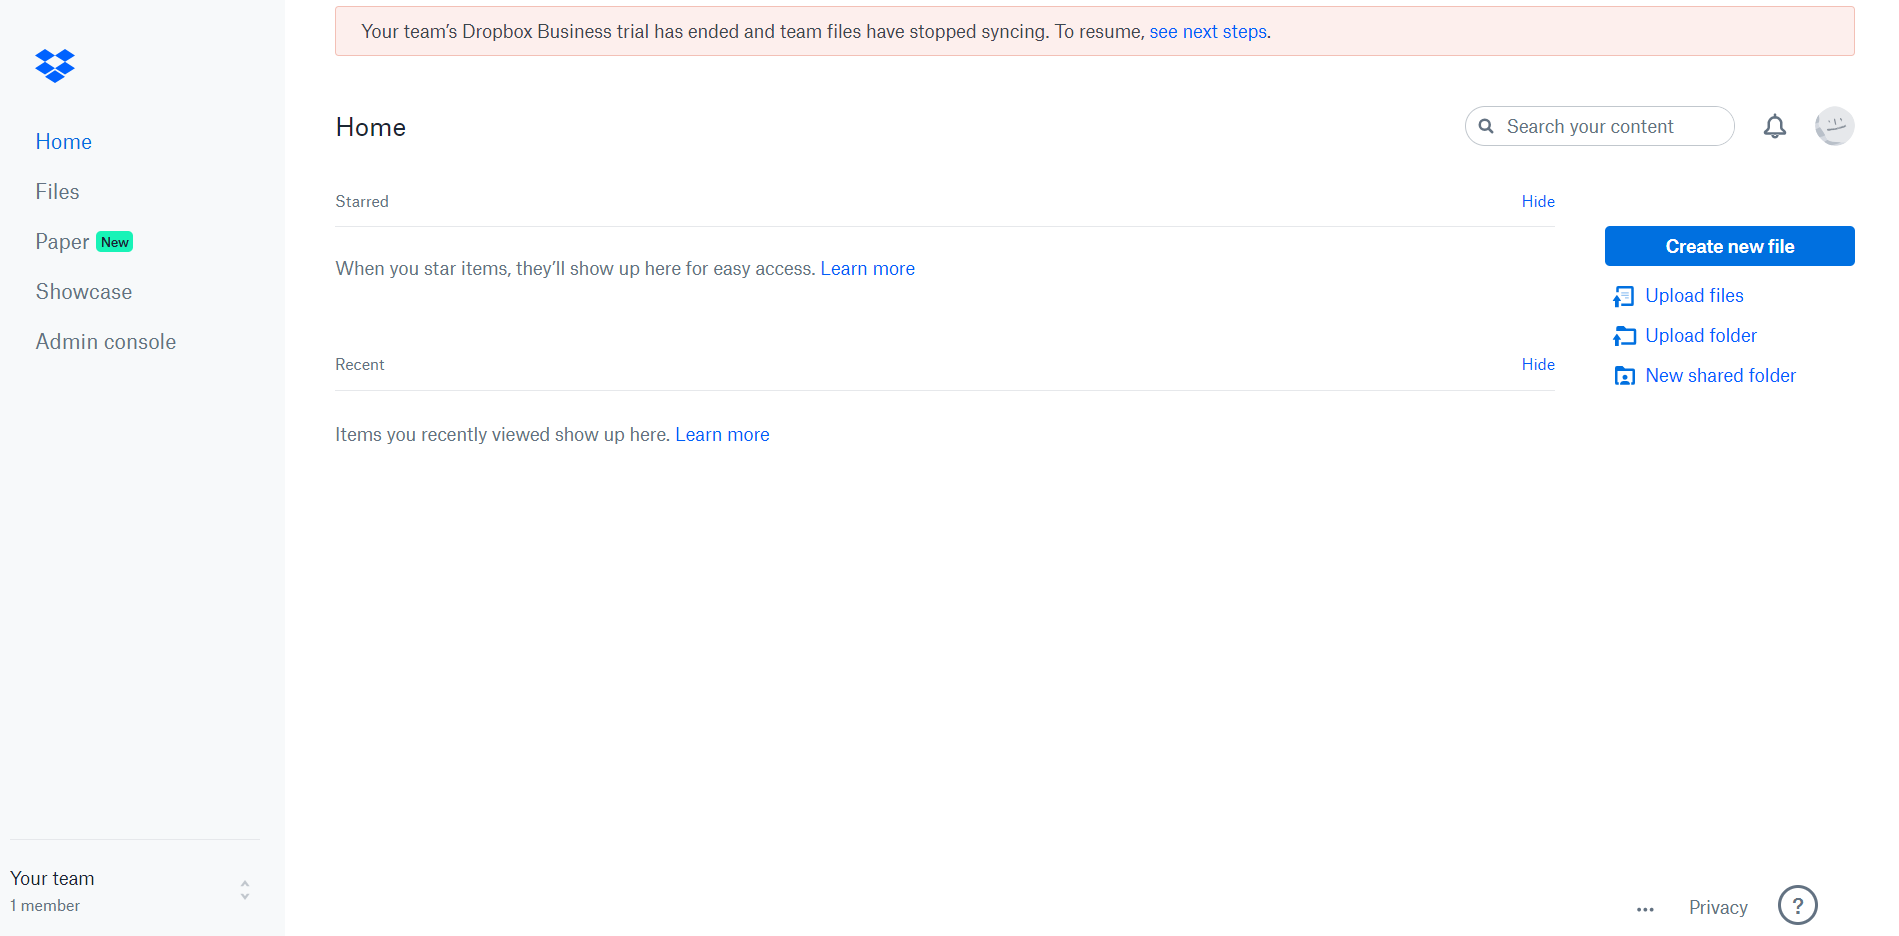 Your team’s Dropbox Business trial has ended and team files have stopped syncing. To resume, see next steps.
Home
Files
Paper New
Showcase
Admin console
Your team
1 member
Home
Search your content
Starred
Hide
When you star items, they’ll show up here for easy access. Learn more
Recent
Hide
Items you recently viewed show up here. Learn more
Create new file
Upload files
Upload folder
New shared folder
... Privacy ?